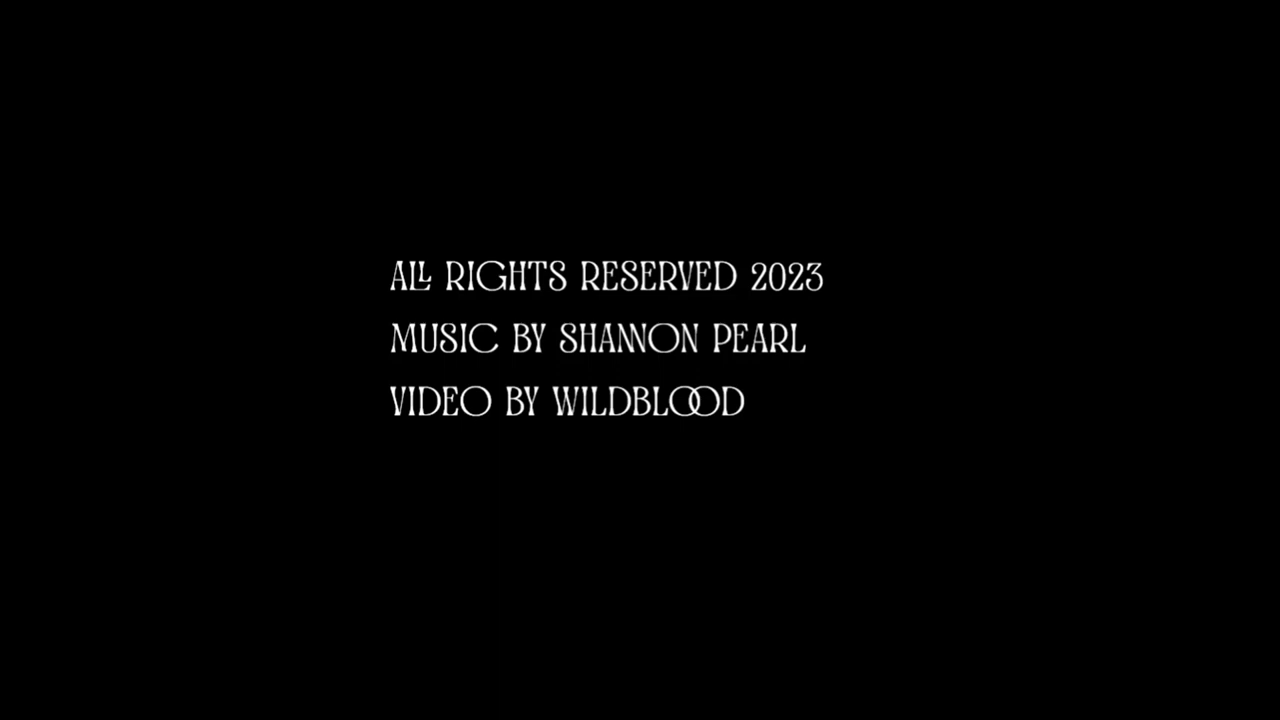 ALL RIGHTS RESERVED 2023
MUSIC BY SHANNON PEARL
VIDEO BY WILDBLOOD